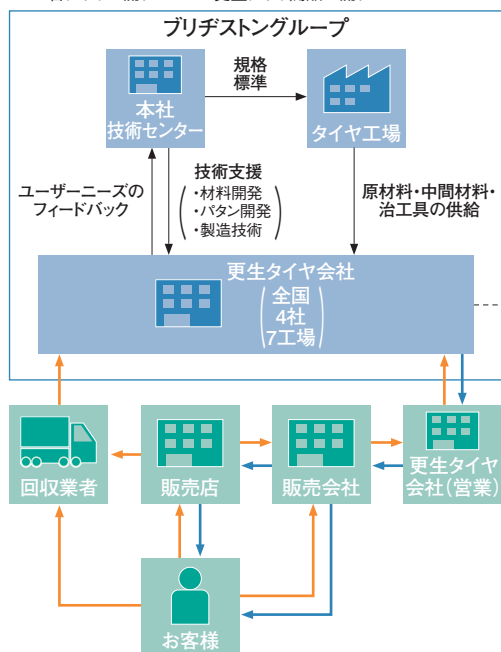 ブリヂストングループ
本社
技術センター
規格
標準
タイヤ工場
ユーザーニーズの
フィードバック
技術支援
・材料開発
・パタン開発
・製造技術
原材料・中間材料・
治工具の供給
更生タイヤ会社
全国
4社
7工場
回収業者
販売店
販売会社
更生タイヤ
会社(営業)
お客様